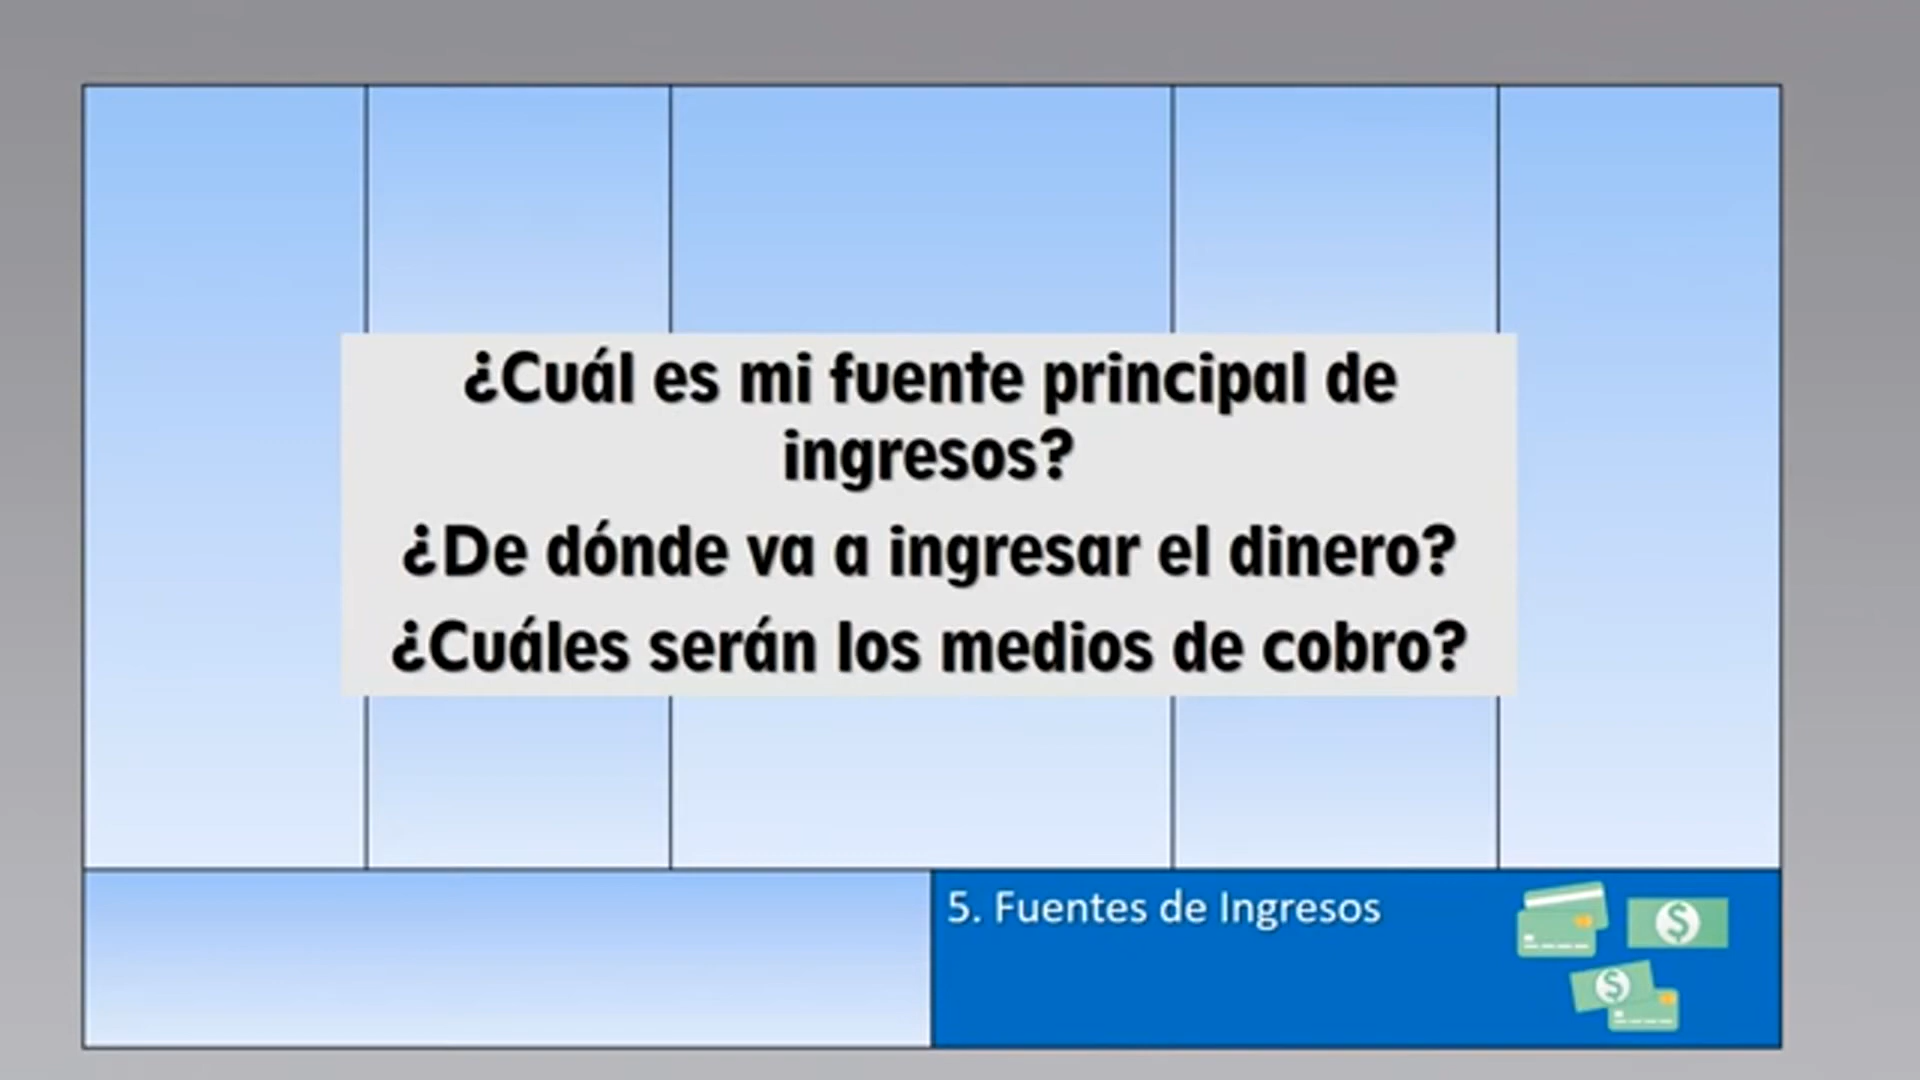 ¿Cuál es mi fuente principal de
ingresos?
¿De dónde va a ingresar el dinero?
¿Cuáles serán los medios de cobro?
5. Fuentes de Ingresos
$
$